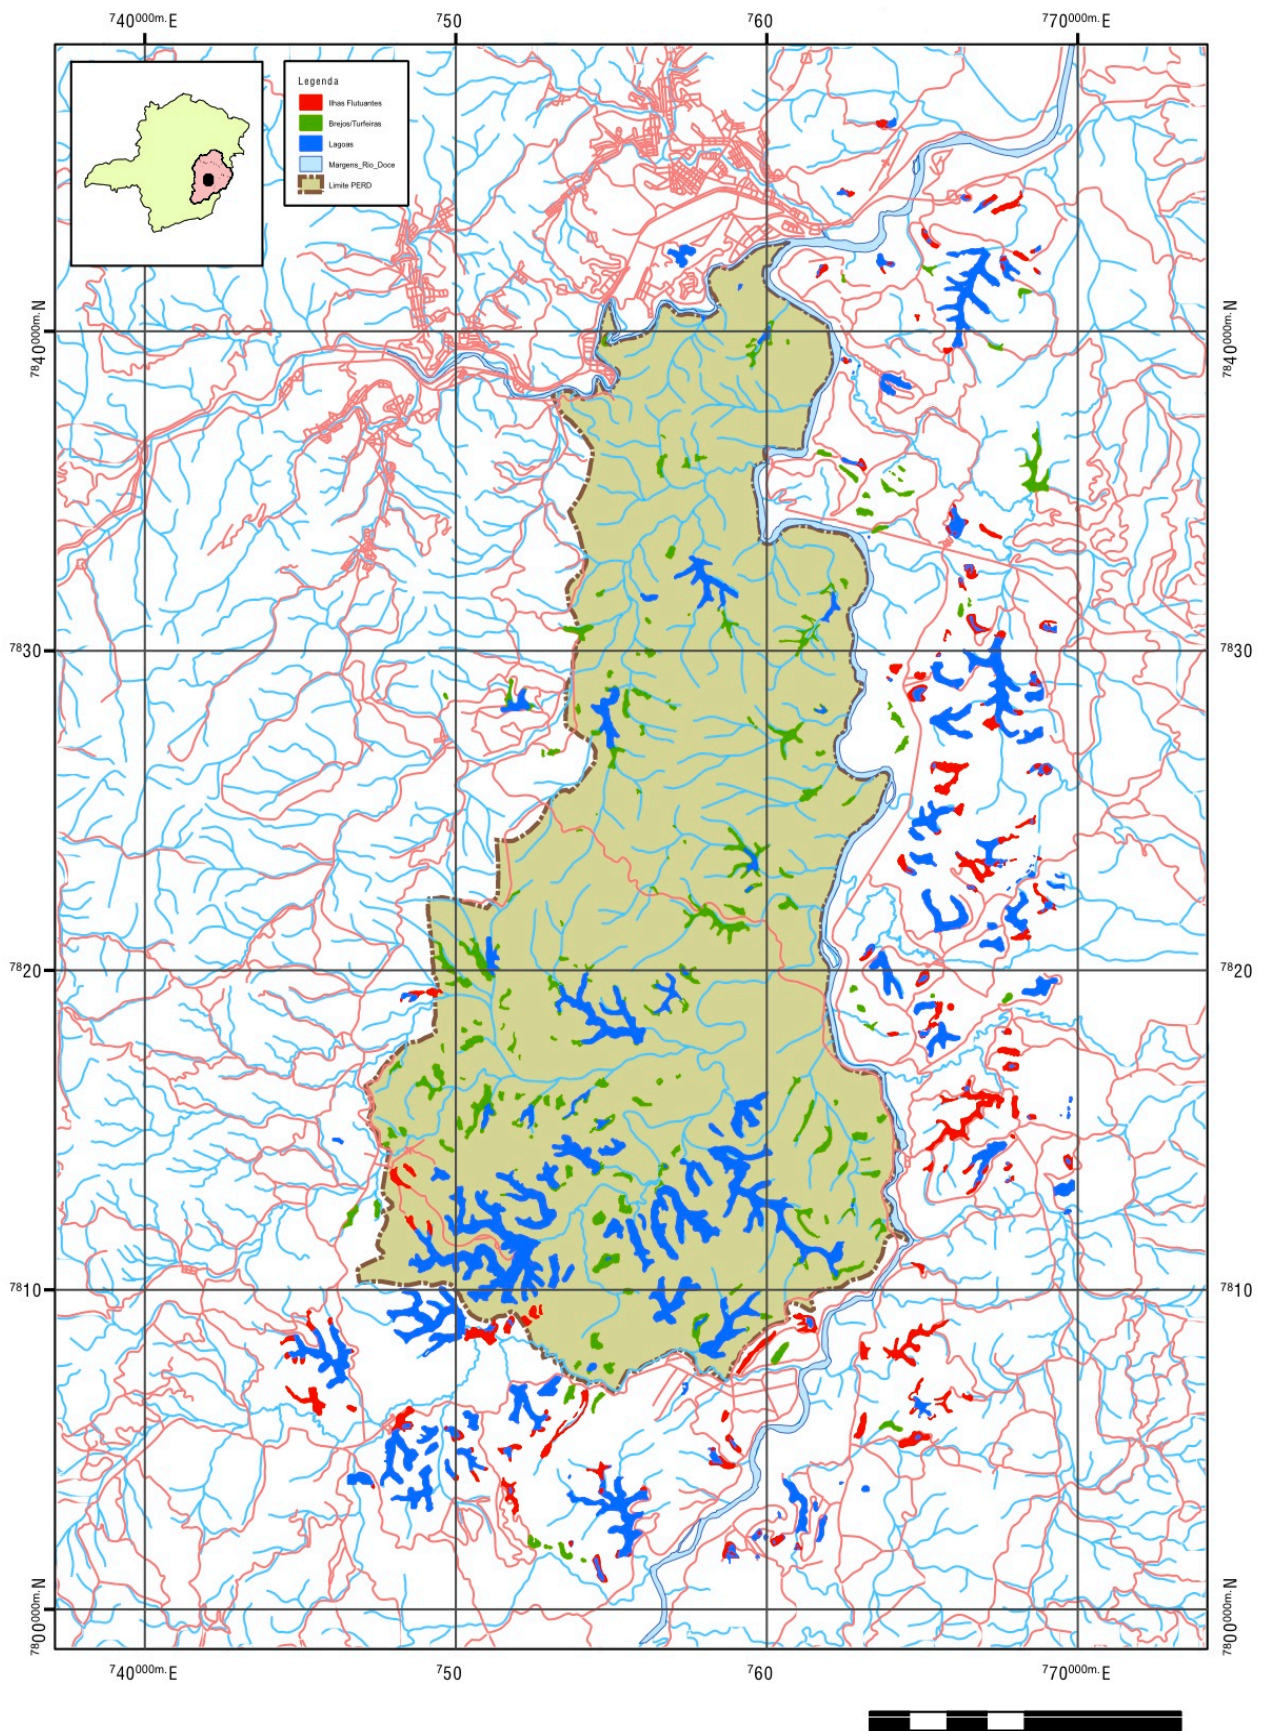 740000m. E 750 760 770000m. E
Legenda
Ilhas Flutuantes
Brejos/Turfeiras
Lagoas
Margens_Rio_Doce
Limite PERD
7840000m. N 7840000m. N
7830 7830
7820 7820
7810 7810
7800000m. N 7800000m. N
740000m. E 750 760 770000m. E